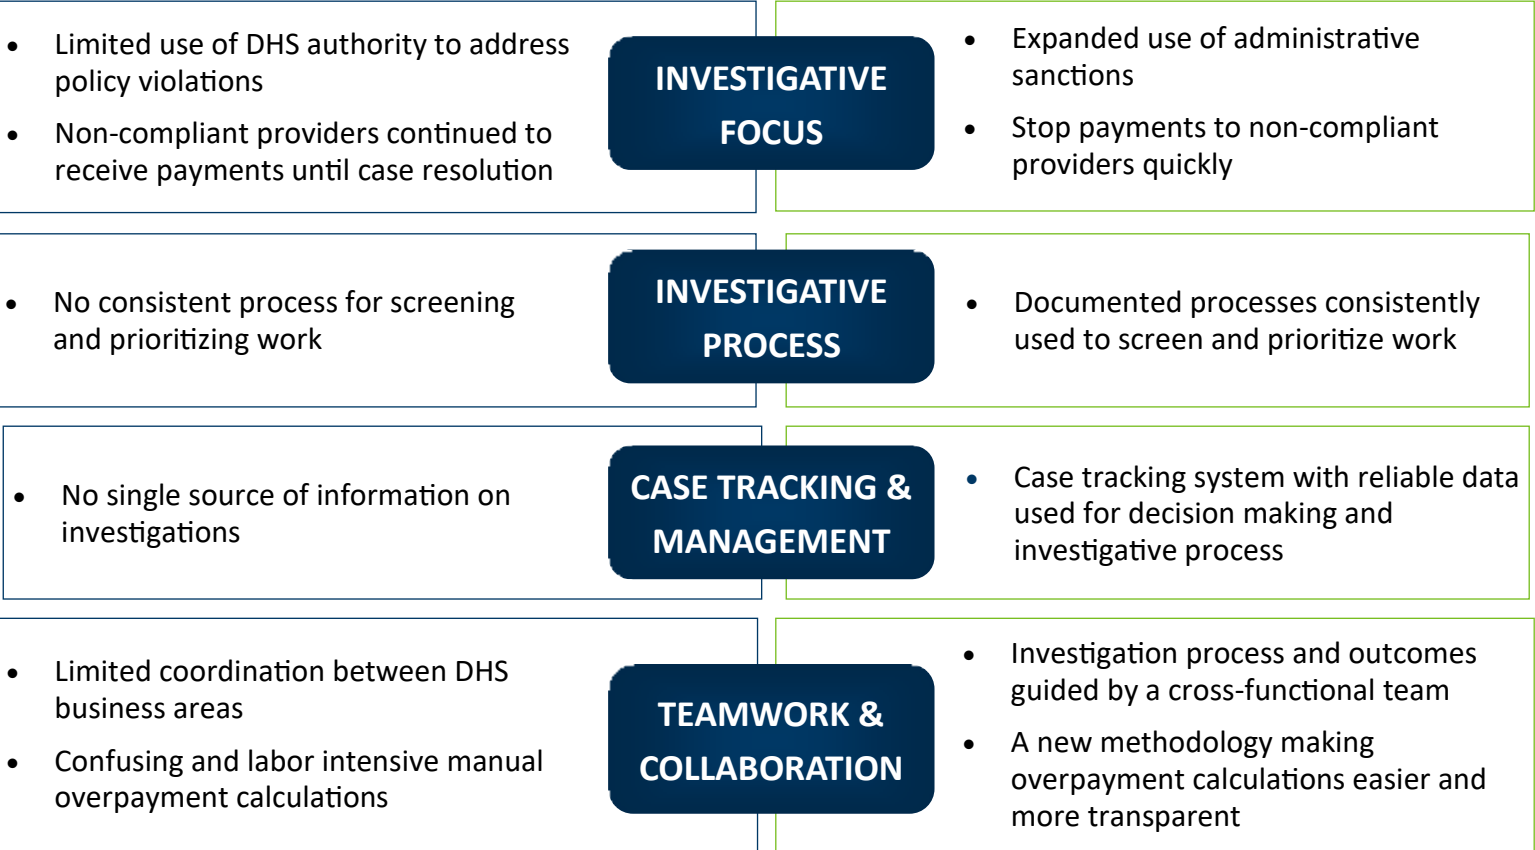 • Limited use of DHS authority to address
policy violations
• Non-compliant providers continued to
receive payments until case resolution
INVESTIGATIVE
FOCUS
• Expanded use of administrative
sanctions
• Stop payments to non-compliant
providers quickly
• No consistent process for screening
and prioritizing work
INVESTIGATIVE
PROCESS
• Documented processes consistently
used to screen and prioritize work
• No single source of information on
investigations
CASE TRACKING &
MANAGEMENT
• Case tracking system with reliable data
used for decision making and
investigative process
• Limited coordination between DHS
business areas
• Confusing and labor intensive manual
overpayment calculations
TEAMWORK &
COLLABORATION
• Investigation process and outcomes
guided by a cross-functional team
• A new methodology making
overpayment calculations easier and
more transparent